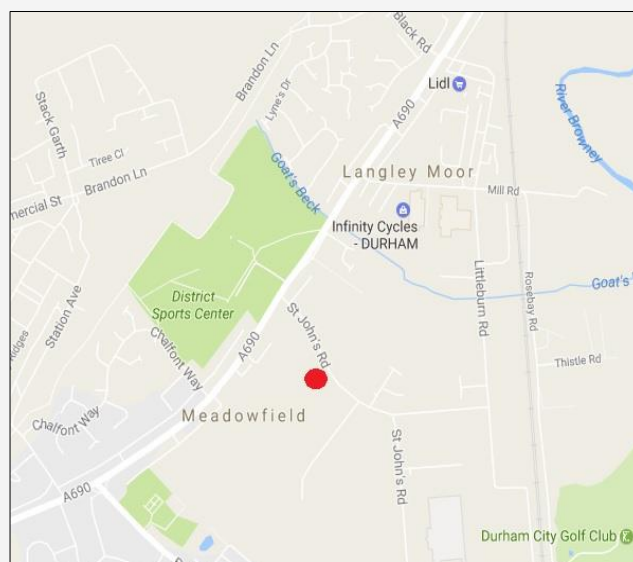 Black Rd
Brandon Ln
Lyne's Dr
Lidl
A690
River Browney
Stack Garth
Tiree Cl
Brandon Ln
mmercial St
Goat's Beck
Langley Moor
Mill Rd
Infinity Cycles
- DURHAM
Station Ave
District
Sports Center
Littleburn Rd
Rosebay Rd
Goat's
St John's Rd
A690
Chalfont Way
Thistle Rd
Chalfont Way
Meadowfield
St John's Rd
A690
Durham City Golf Club